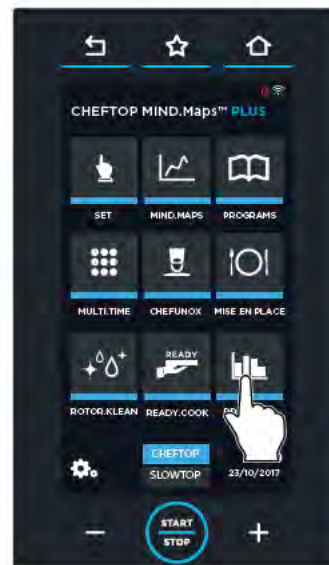 CHEFTOP MIND.Maps™ PLUS
SET
MIND.MAPS
PROGRAMS
MULTI.TIME
CHEFUNOX
MISE EN PLACE
READY
ROTOR.KLEAN
READY.COOK
CHEFTOP
SLOWTOP
23/10/2017
START
STOP